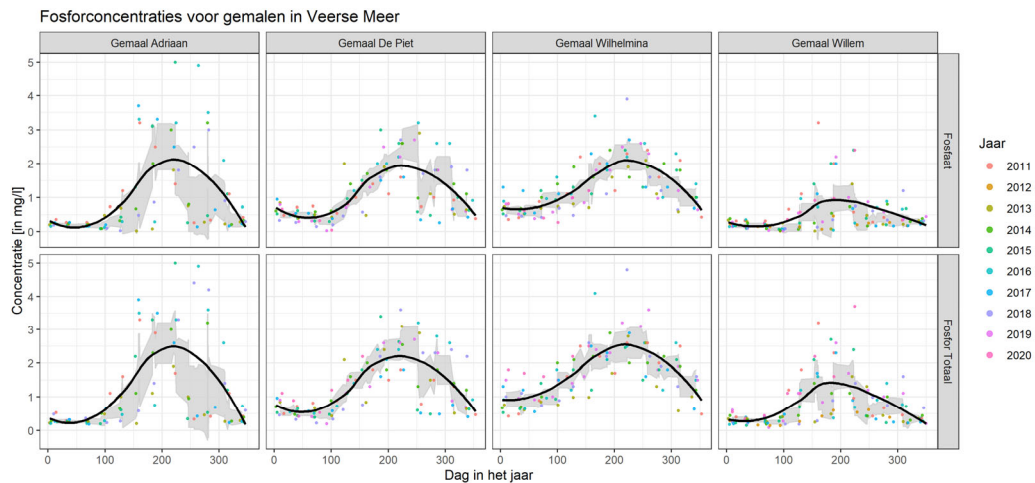 Fosforconcentraties voor gemalen in Veerse Meer
Gemaal Adriaan Gemaal De Piet Gemaal Wilhelmina Gemaal Willem
5
4
3
2
1
0
Fosfaat
5
4
3
2
1
0
Fosfor Totaal
Concentratie [in mg/l]
0 100 200 300 0 100 200 300 0 100 200 300 0 100 200 300
Dag in het jaar
Jaar
2011
2012
2013
2014
2015
2016
2017
2018
2019
2020